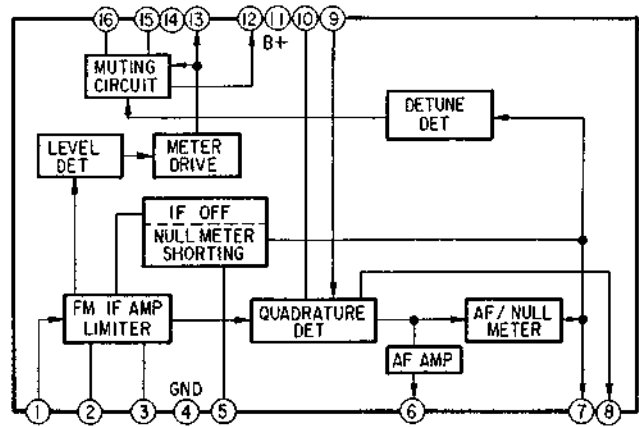 16 15 14 13 12 11 10 9
B+
MUTING
CIRCUIT
DETUNE
DET
LEVEL
DET
METER
DRIVE
IF OFF
NULL METER
SHORTING
FM IF AMP
LIMITER
QUADRATURE
DET
AF/NULL
METER
AF AMP
GND
1 2 3 4 5 6 7 8